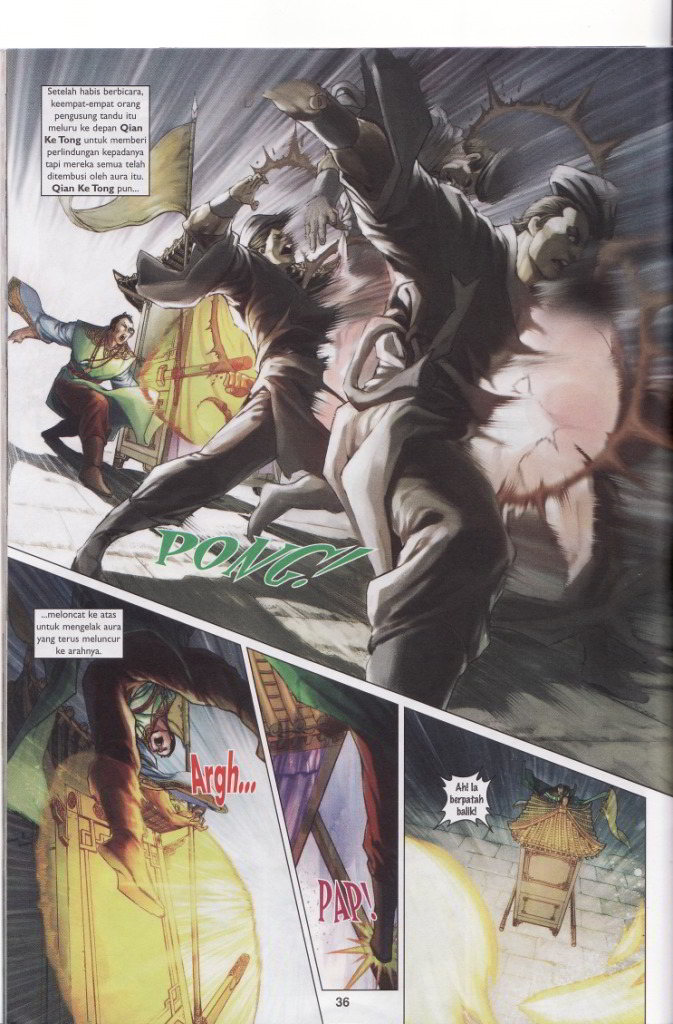 Setelah habis berbicara,
keempat-empat orang
pengusung tandu itu
meluru ke depan Qian
Ke Tong untuk memberi
perlindungan kepadanya
tapi mereka semua telah
ditembusi oleh aura itu.
Qian Ke Tong pun...
PONG!
...meloncat ke atas
untuk mengelak aura
yang terus meluncur
ke arahnya.
Argh...
PAP!
Ah! Ia
berpatah
balik!
36